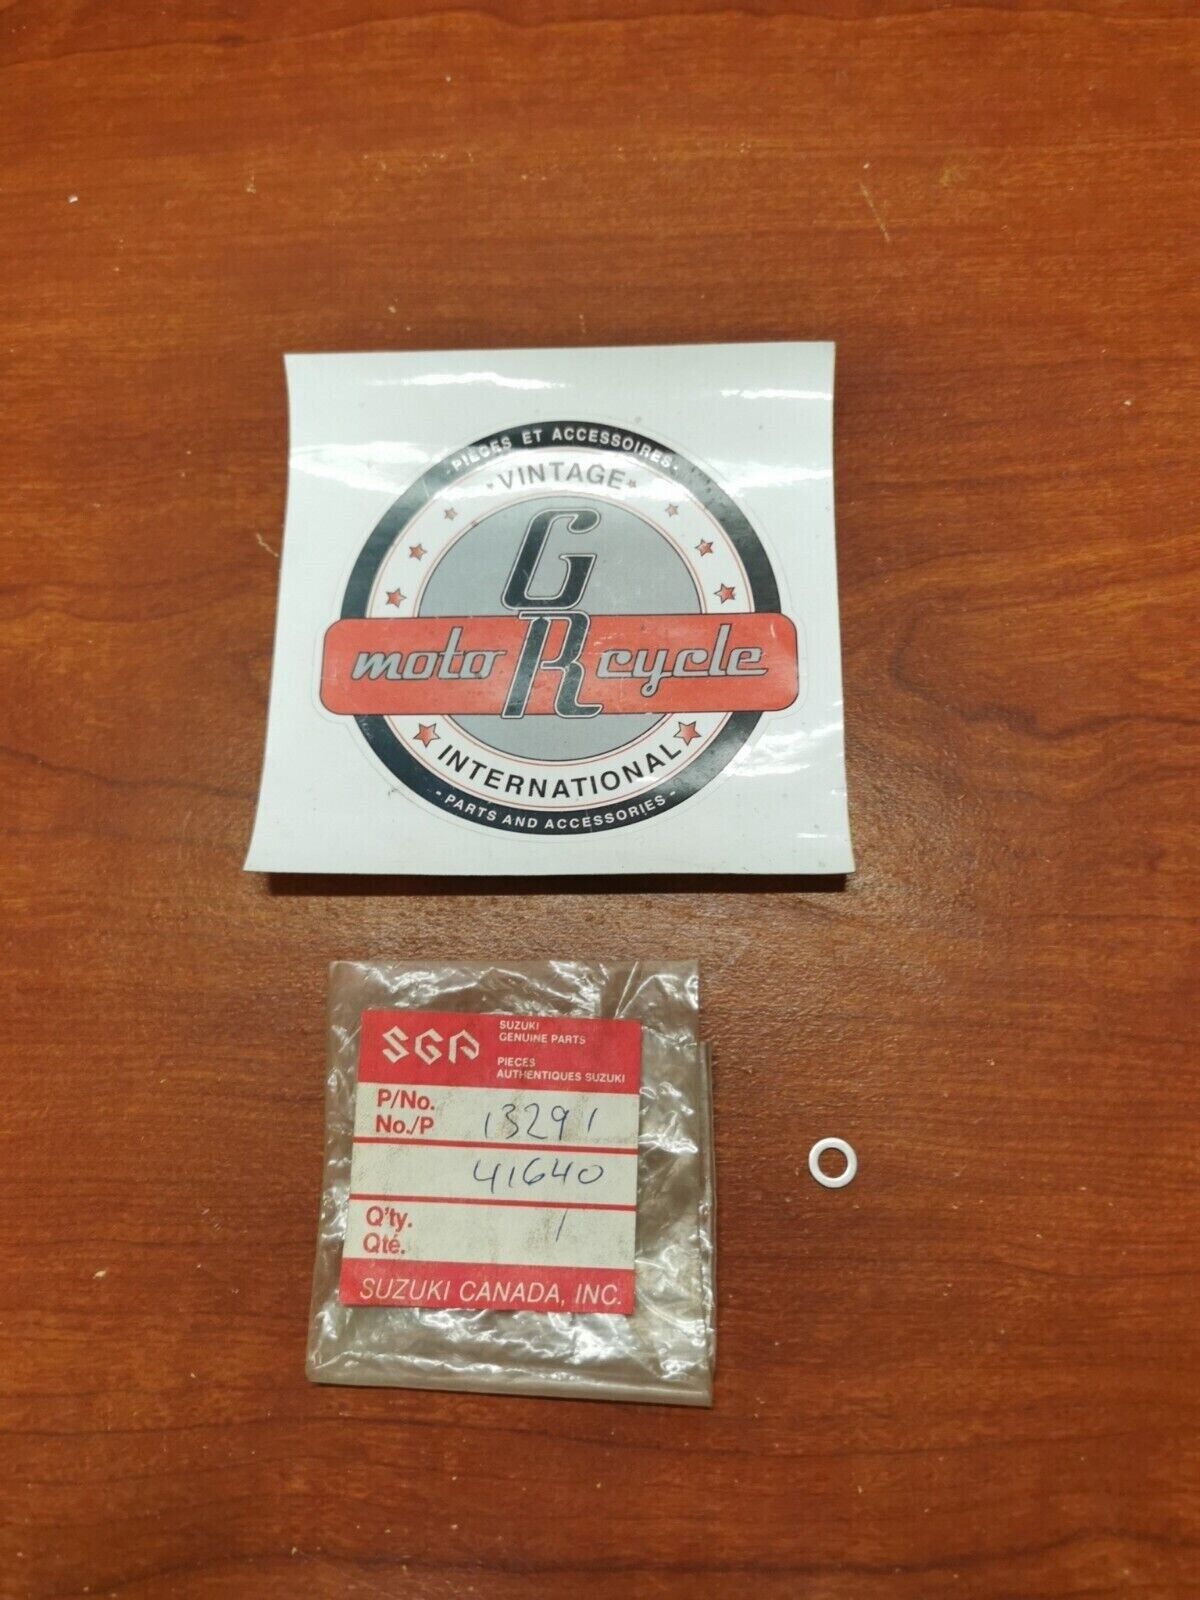 - PIÈCES ET ACCESSOIRES -
VINTAGE
G
moto R cycle
INTERNATIONAL
- PARTS AND ACCESSORIES -
SGP
SUZUKI
GENUINE PARTS
PIECES
AUTHENTIQUES SUZUKI
P/No.
No./P 13291
41640
Q'ty. 1
Qté.
SUZUKI CANADA, INC.